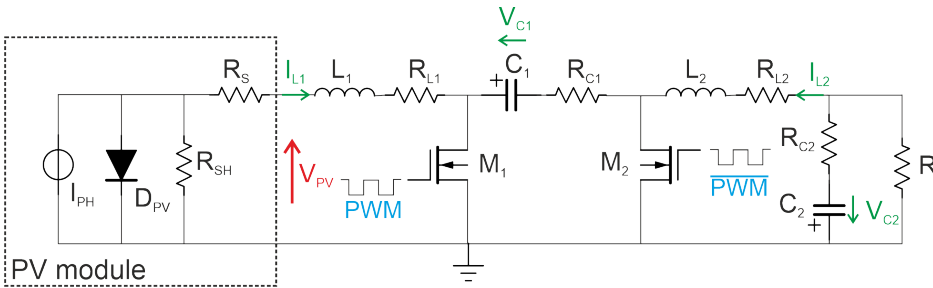 V_C1
R_S
I_L1
L_1
R_L1
+
C_1
R_C1
L_2
R_L2
I_L2
I_PH
D_PV
R_SH
V_PV
PWM
M_1
M_2
PWM
R_C2
C_2
+
V_C2
R
PV module